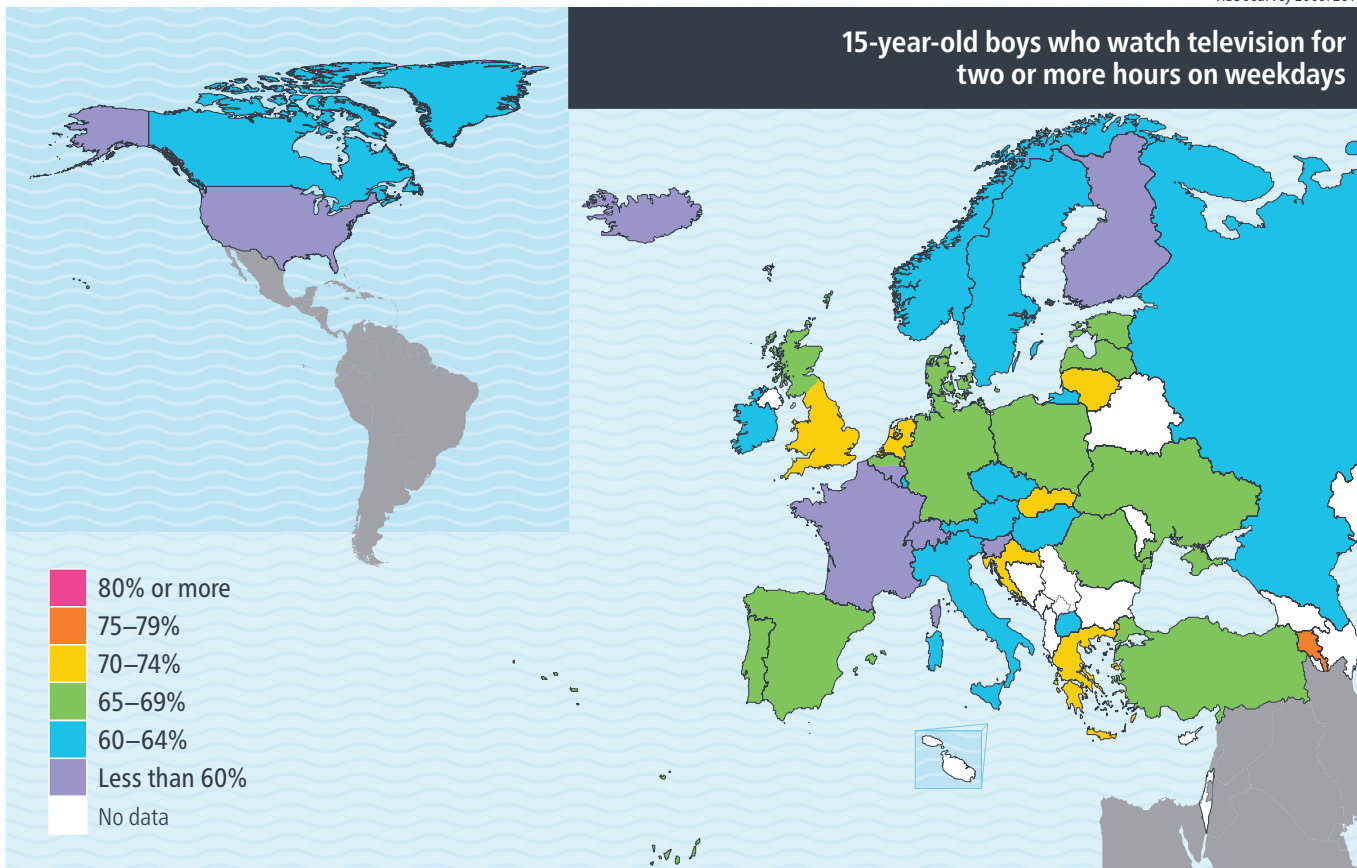 15-year-old boys who watch television for
two or more hours on weekdays
80% or more
75–79%
70–74%
65–69%
60–64%
Less than 60%
No data